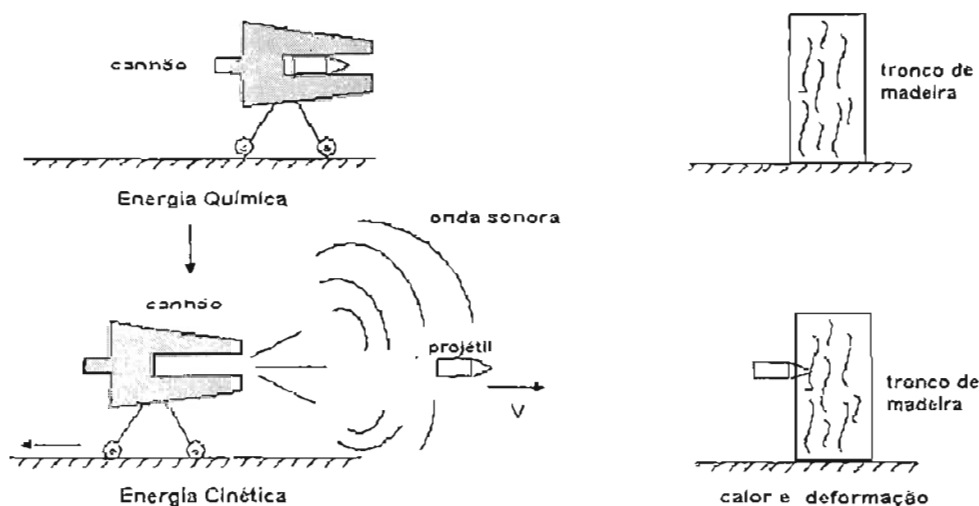 canhão
tronco de
madeira
Energia Química
onda sonora
canhão
projétil
V
tronco de
madeira
Energia Cinética
calor e deformação